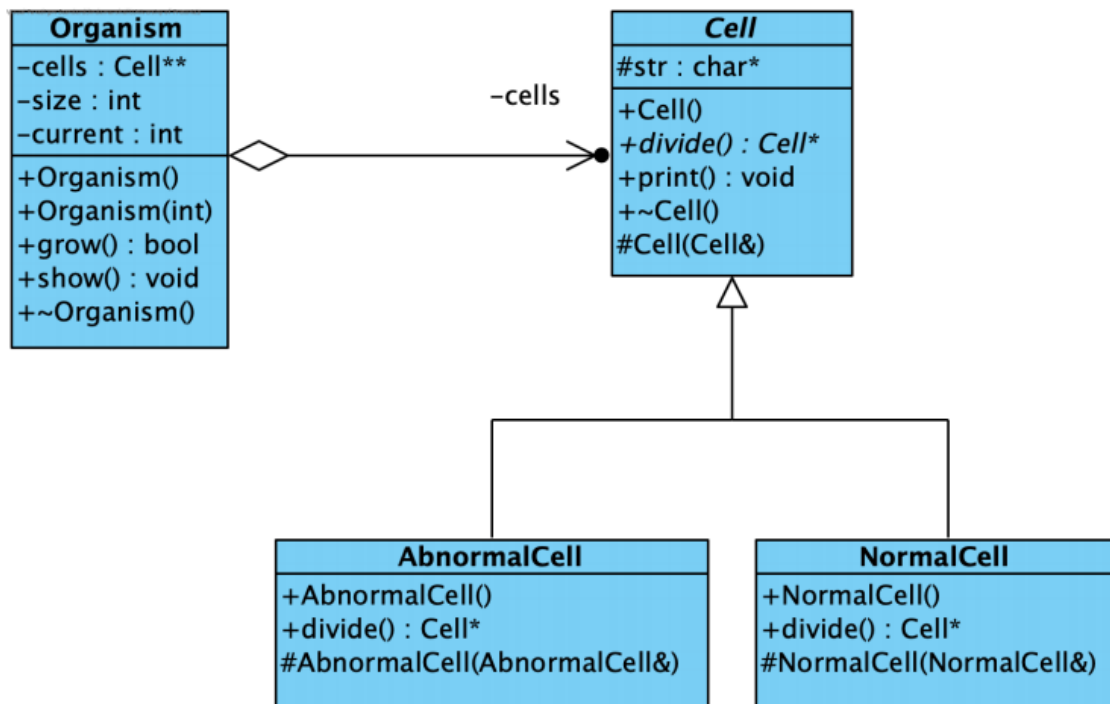 Organism
-cells : Cell**
-size : int
-current : int
+Organism()
+Organism(int)
+grow() : bool
+show() : void
+~Organism()
-cells
Cell
#str : char*
+Cell()
+divide() : Cell*
+print() : void
+~Cell()
#Cell(Cell&)
AbnormalCell
+AbnormalCell()
+divide() : Cell*
#AbnormalCell(AbnormalCell&)
NormalCell
+NormalCell()
+divide() : Cell*
#NormalCell(NormalCell&)